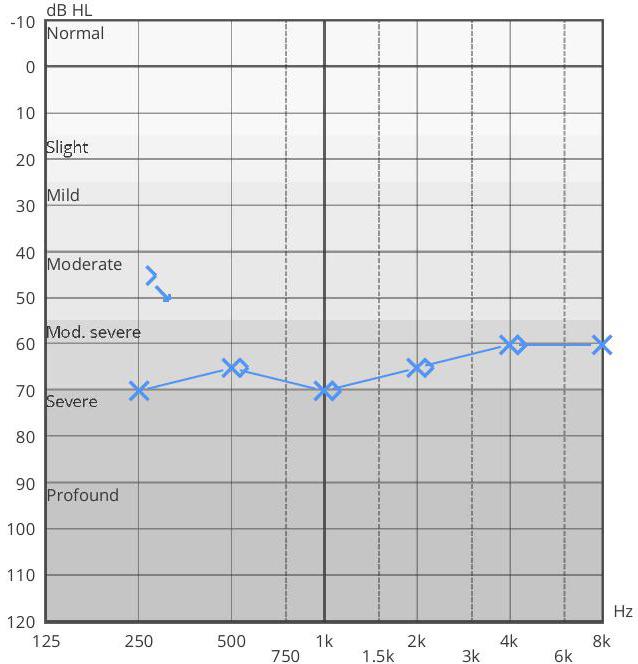 dB HL
-10
Normal
0
10
Slight
20
Mild
30
40
Moderate
50
Mod. severe
60
70
Severe
80
90
Profound
100
110
120
Hz
125 250 500 1k 2k 4k 8k
750 1.5k 3k 6k